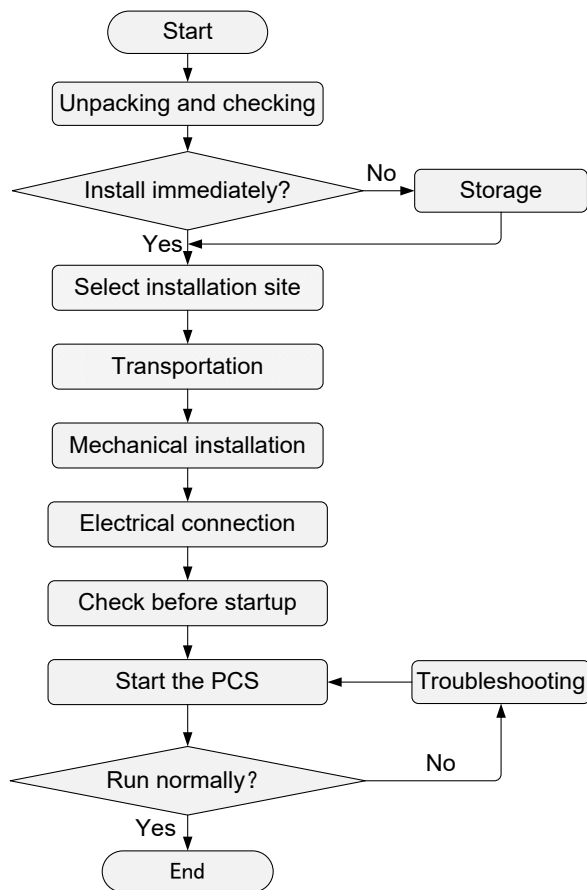 Start
Unpacking and checking
Install immediately?
No
Storage
Yes
Select installation site
Transportation
Mechanical installation
Electrical connection
Check before startup
Start the PCS
Troubleshooting
Run normally?
No
Yes
End